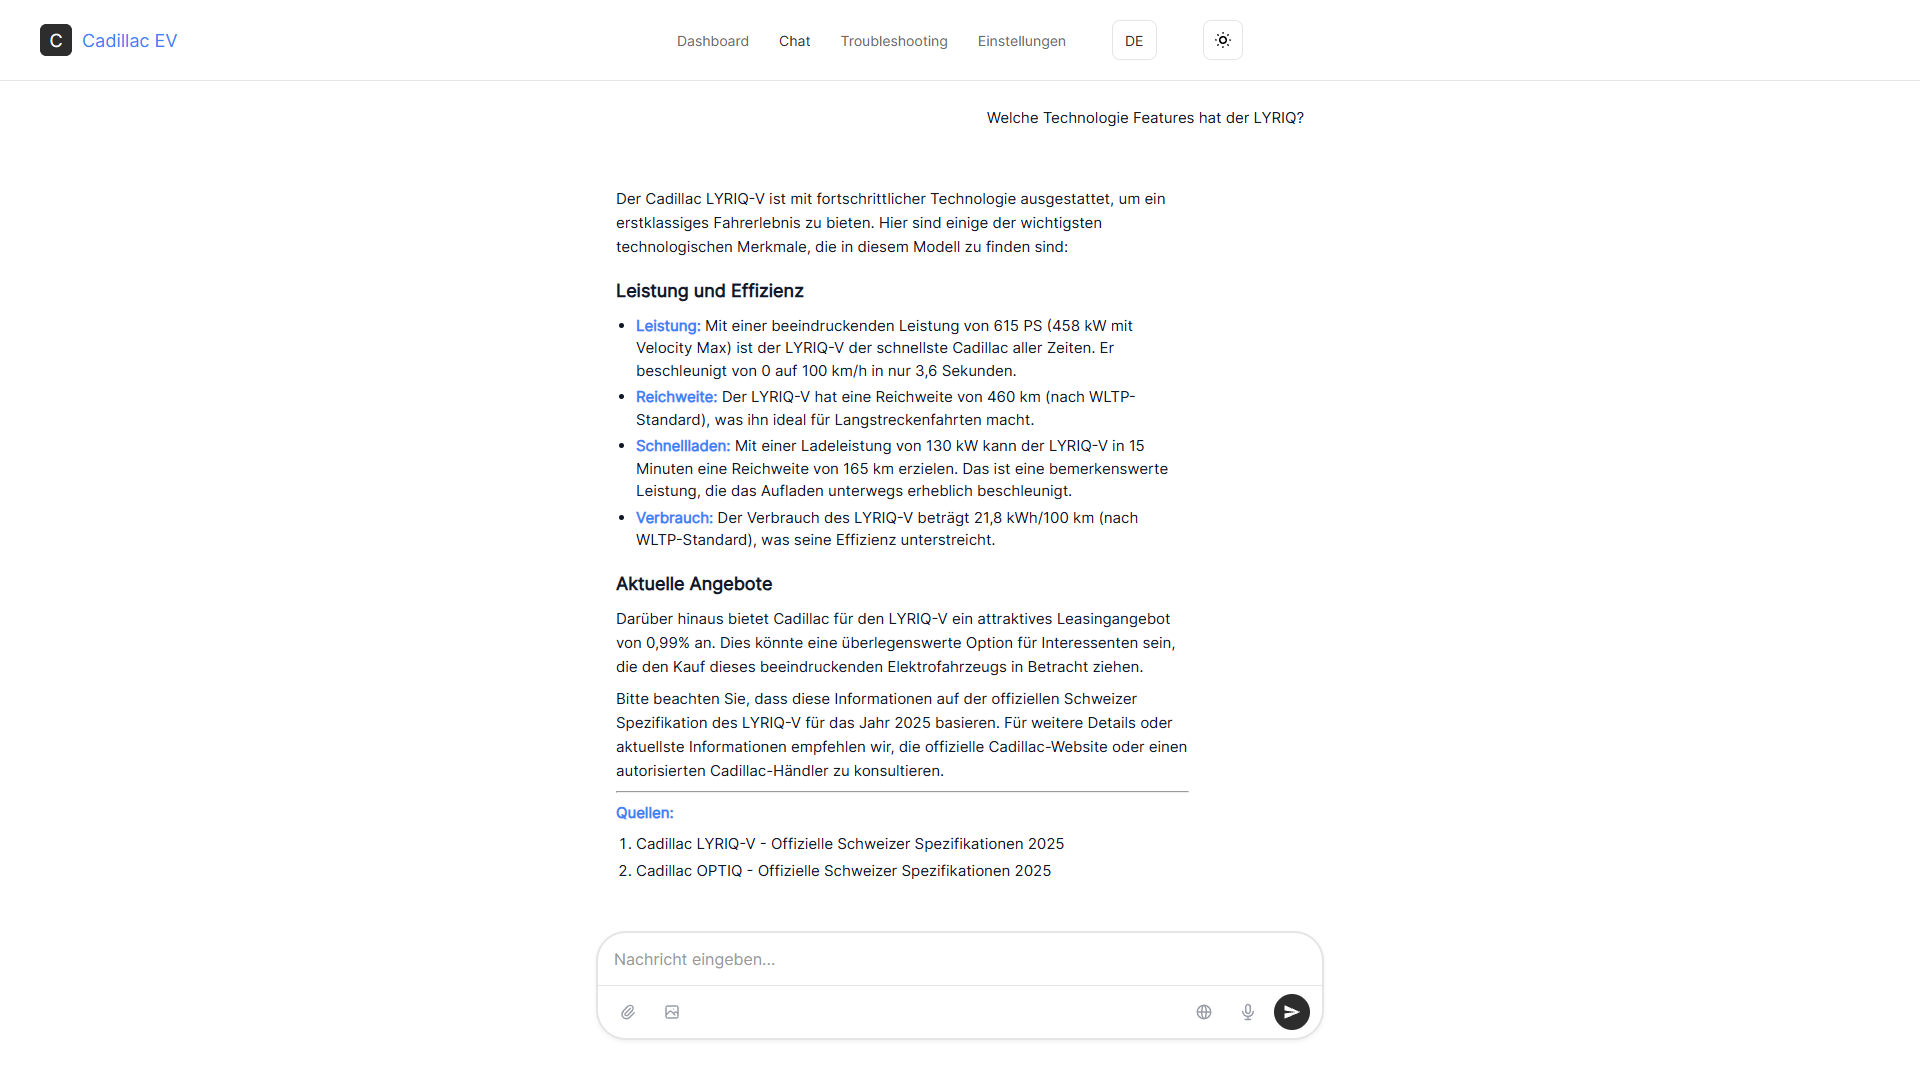 C Cadillac EV
Dashboard Chat Troubleshooting Einstellungen DE
Welche Technologie Features hat der LYRIQ?
Der Cadillac LYRIQ-V ist mit fortschrittlicher Technologie ausgestattet, um ein
erstklassiges Fahrerlebnis zu bieten. Hier sind einige der wichtigsten
technologischen Merkmale, die in diesem Modell zu finden sind:
Leistung und Effizienz
• Leistung: Mit einer beeindruckenden Leistung von 615 PS (458 kW mit
Velocity Max) ist der LYRIQ-V der schnellste Cadillac aller Zeiten. Er
beschleunigt von 0 auf 100 km/h in nur 3,6 Sekunden.
• Reichweite: Der LYRIQ-V hat eine Reichweite von 460 km (nach WLTP-
Standard), was ihn ideal für Langstreckenfahrten macht.
• Schnellladen: Mit einer Ladeleistung von 130 kW kann der LYRIQ-V in 15
Minuten eine Reichweite von 165 km erzielen. Das ist eine bemerkenswerte
Leistung, die das Aufladen unterwegs erheblich beschleunigt.
• Verbrauch: Der Verbrauch des LYRIQ-V beträgt 21,8 kWh/100 km (nach
WLTP-Standard), was seine Effizienz unterstreicht.
Aktuelle Angebote
Darüber hinaus bietet Cadillac für den LYRIQ-V ein attraktives Leasingangebot
von 0,99% an. Dies könnte eine überlegenswerte Option für Interessenten sein,
die den Kauf dieses beeindruckenden Elektrofahrzeugs in Betracht ziehen.
Bitte beachten Sie, dass diese Informationen auf der offiziellen Schweizer
Spezifikation des LYRIQ-V für das Jahr 2025 basieren. Für weitere Details oder
aktuellste Informationen empfehlen wir, die offizielle Cadillac-Website oder einen
autorisierten Cadillac-Händler zu konsultieren.
Quellen:
1. Cadillac LYRIQ-V - Offizielle Schweizer Spezifikationen 2025
2. Cadillac OPTIQ - Offizielle Schweizer Spezifikationen 2025
Nachricht eingeben...